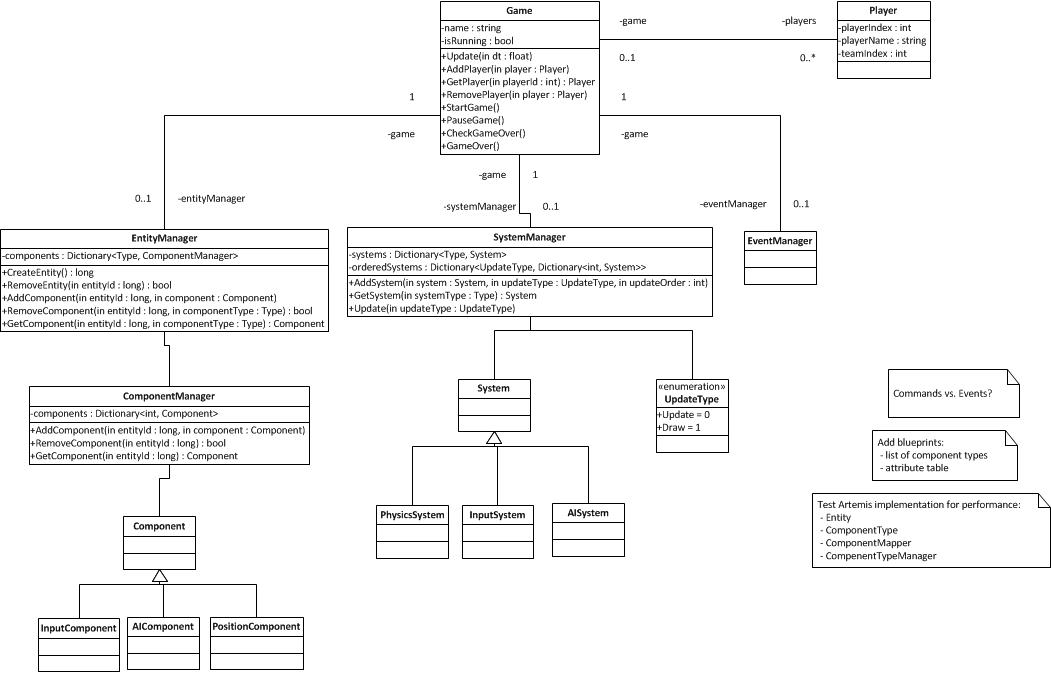 Game
-name : string
-isRunning : bool
+Update(in dt : float)
+AddPlayer(in player : Player)
+GetPlayer(in playerId : int) : Player
+RemovePlayer(in player : Player)
+StartGame()
+PauseGame()
+CheckGameOver()
+GameOver()
-game
-players
0..1
0..*
Player
-playerIndex : int
-playerName : string
-teamIndex : int
1
-game
0..1
-entityManager
-game
1
-systemManager
0..1
1
-game
-eventManager
0..1
EntityManager
-components : Dictionary<Type, ComponentManager>
+CreateEntity() : long
+RemoveEntity(in entityId : long) : bool
+AddComponent(in entityId : long, in component : Component)
+RemoveComponent(in entityId : long, in componentType : Type) : bool
+GetComponent(in entityId : long, in componentType : Type) : Component
SystemManager
-systems : Dictionary<Type, System>
-orderedSystems : Dictionary<UpdateType, Dictionary<int, System>>
+AddSystem(in system : System, in updateType : UpdateType, in updateOrder : int)
+GetSystem(in systemType : Type) : System
+Update(in updateType : UpdateType)
EventManager
ComponentManager
-components : Dictionary<int, Component>
+AddComponent(in entityId : long, in component : Component)
+RemoveComponent(in entityId : long) : bool
+GetComponent(in entityId : long) : Component
System
«enumeration»
UpdateType
+Update = 0
+Draw = 1
Commands vs. Events?
Add blueprints:
- list of component types
- attribute table
Test Artemis implementation for performance:
- Entity
- ComponentType
- ComponentMapper
- CompenentTypeManager
PhysicsSystem
InputSystem
AISystem
Component
InputComponent
AIComponent
PositionComponent